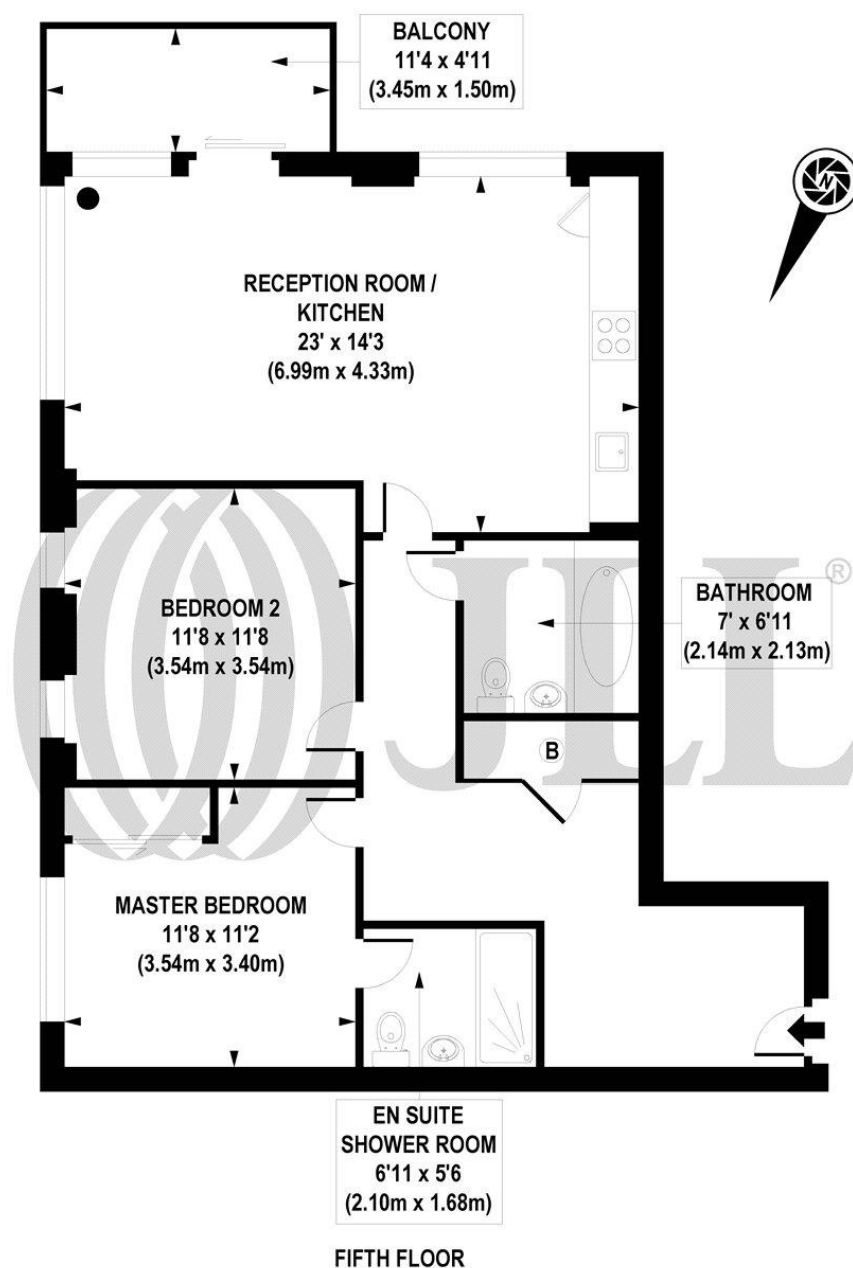 BALCONY
11'4 x 4'11
(3.45m x 1.50m)
N
RECEPTION ROOM /
KITCHEN
23' x 14'3
(6.99m x 4.33m)
BEDROOM 2
11'8 x 11'8
(3.54m x 3.54m)
JLL®
BATHROOM
7' x 6'11
(2.14m x 2.13m)
B
MASTER BEDROOM
11'8 x 11'2
(3.54m x 3.40m)
EN SUITE
SHOWER ROOM
6'11 x 5'6
(2.10m x 1.68m)
FIFTH FLOOR